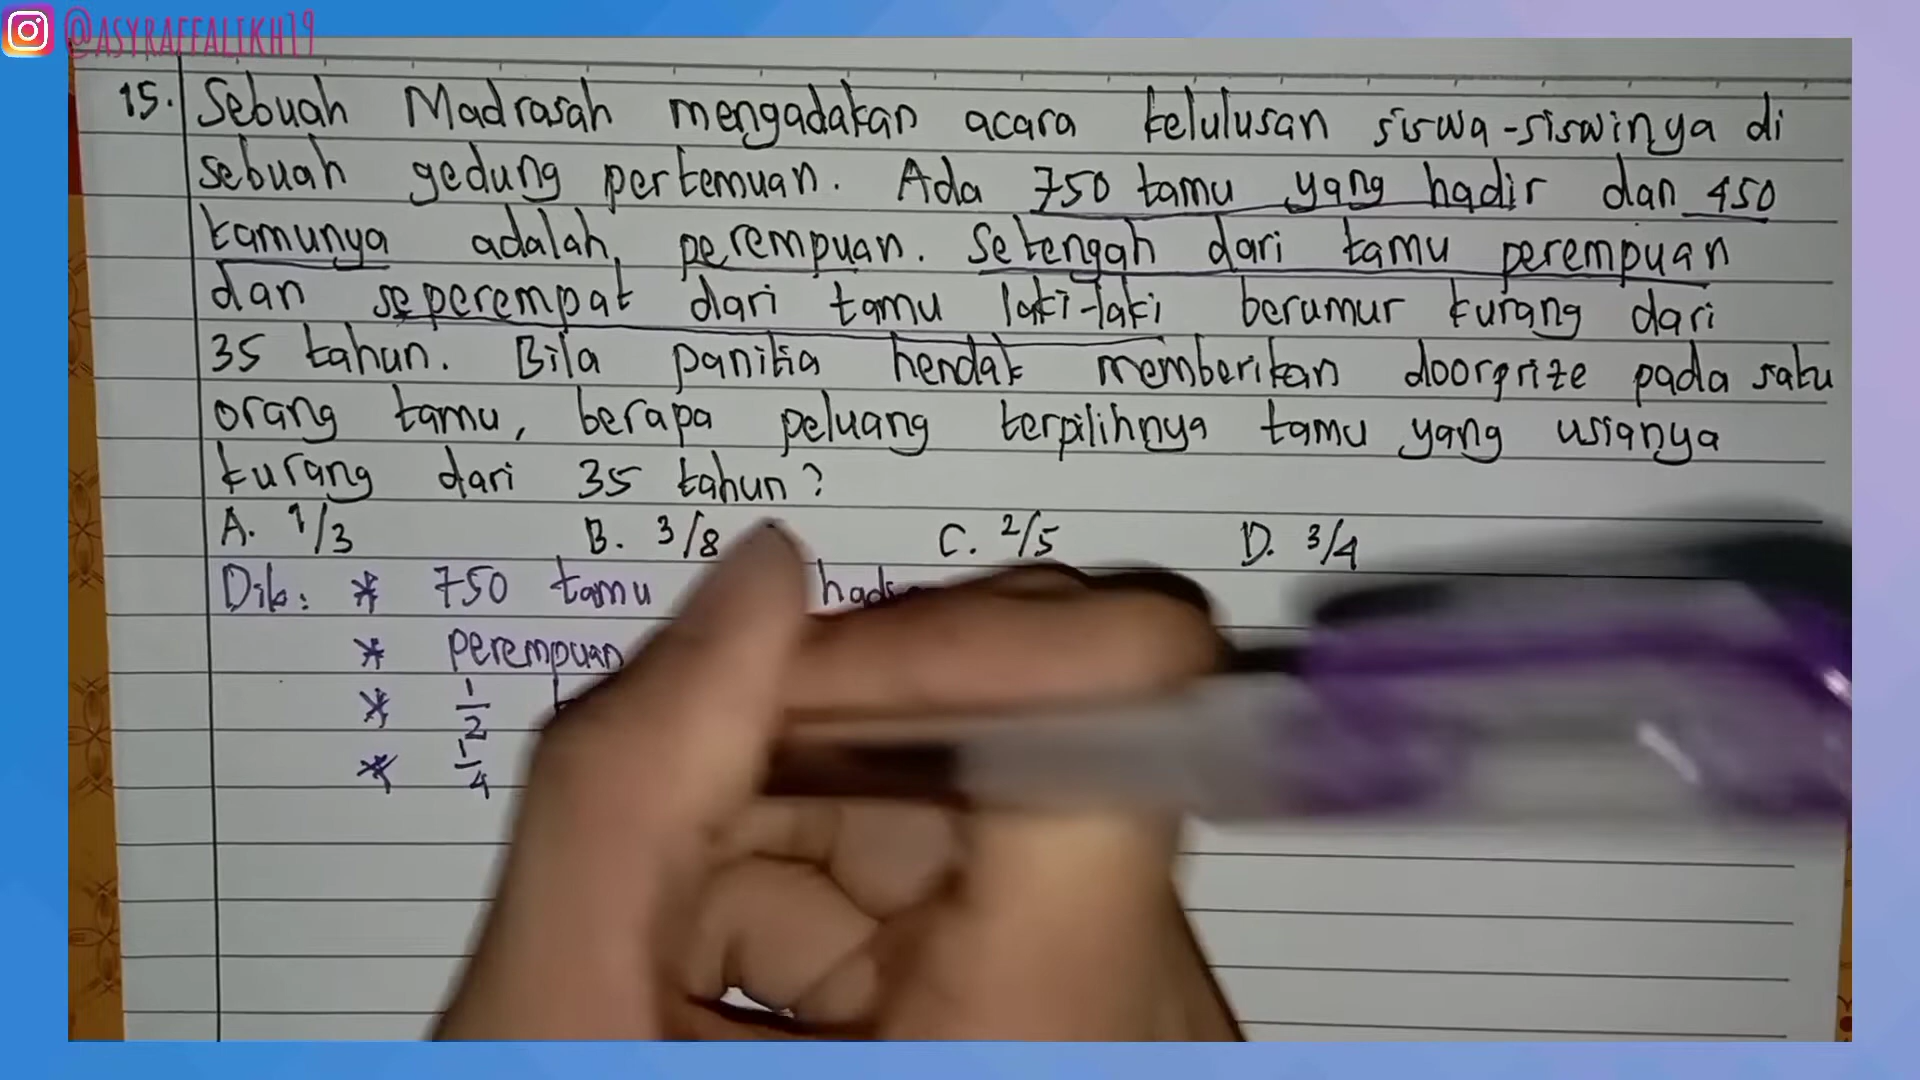 @ASYRAFFALIKH19
15. Sebuah Madrasah mengadakan acara kelulusan siswa-siswinya di
sebuah gedung pertemuan. Ada 750 tamu yang hadir dan 450
tamunya adalah perempuan. Setengah dari tamu perempuan
dan seperempat dari tamu laki-laki berumur kurang dari
35 tahun. Bila panitia hendak memberikan doorprize pada satu
orang tamu, berapa peluang terpilihnya tamu yang usianya
kurang dari 35 tahun?
A. 1/3 B. 3/8 C. 2/5 D. 3/4
Dik: * 750 tamu
* perempuan
* 1/2
* 1/4